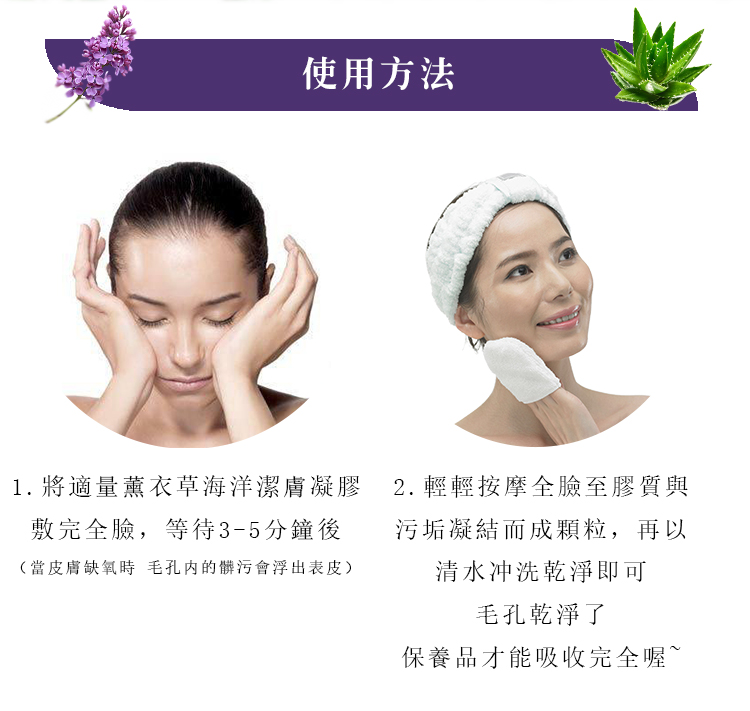 使用方法
1.將適量薰衣草海洋潔膚凝膠
敷完全臉，等待3-5分鐘後
（當皮膚缺氧時 毛孔內的髒污會浮出表皮）
2.輕輕按摩全臉至膠質與
污垢凝結而成顆粒，再以
清水冲洗乾淨即可
毛孔乾淨了
保養品才能吸收完全喔~